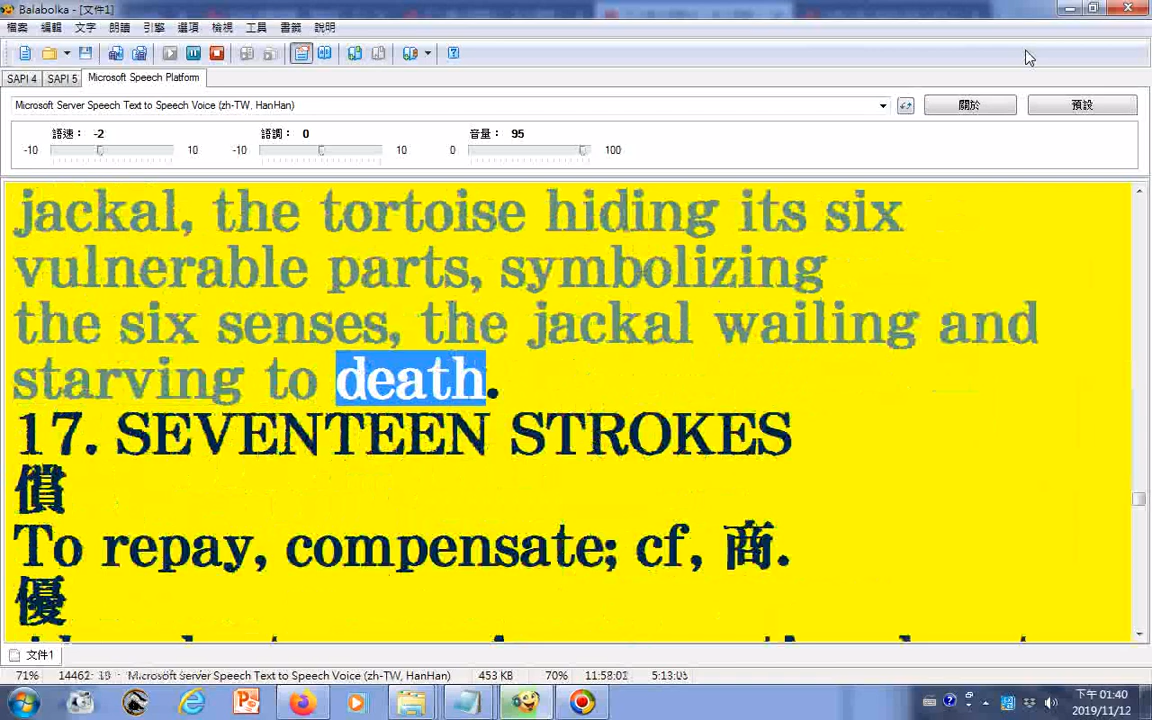 Balabolka - [文件1]
檔案 編輯 文字 朗讀 引擎 選項 檢視 工具 書籤 說明
SAPI 4 SAPI 5 Microsoft Speech Platform
Microsoft Server Speech Text to Speech Voice (zh-TW, HanHan) 關於 預設
語速： -2 語調： 0 音量： 95
-10 10 -10 10 0 100
jackal, the tortoise hiding its six
vulnerable parts, symbolizing
the six senses, the jackal wailing and
starving to death.
17. SEVENTEEN STROKES
償
To repay, compensate; cf, 商.
優
文件1
71% 14462: 18 Microsoft Server Speech Text to Speech Voice (zh-TW, HanHan) 453 KB 70% 11:58:02
下午 01:40
2019/11/12